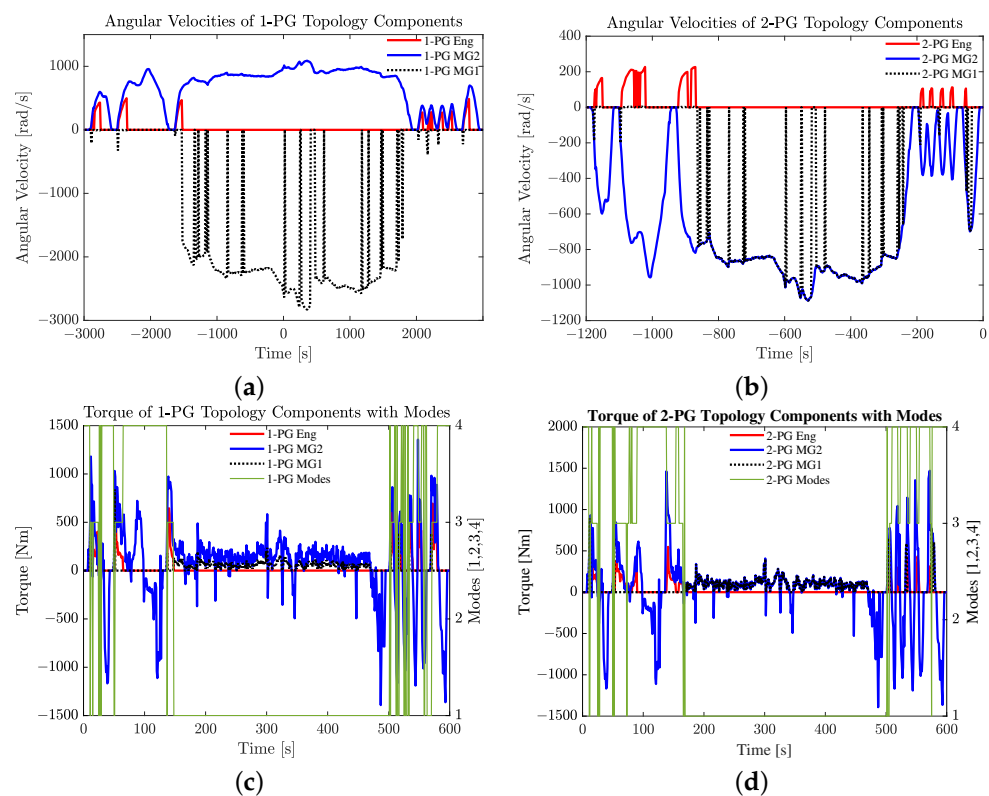 Angular Velocities of 1-PG Topology Components
1-PG Eng
1-PG MG2
1-PG MG1
Angular Velocity [rad/s]
1000
0
−1000
−2000
−3000
−3000 −2000 −1000 0 1000 2000
Time [s]
(a)
Angular Velocities of 2-PG Topology Components
2-PG Eng
2-PG MG2
2-PG MG1
Angular Velocity [rad/s]
400
200
0
−200
−400
−600
−800
−1000
−1200
−1200 −1000 −800 −600 −400 −200 0
Time [s]
(b)
Torque of 1-PG Topology Components with Modes
1-PG Eng
1-PG MG2
1-PG MG1
1-PG Modes
Torque [Nm]
1500
1000
500
0
−500
−1000
−1500
0 100 200 300 400 500 600
Time [s]
4
3
2
1
Modes [1,2,3,4]
(c)
Torque of 2-PG Topology Components with Modes
2-PG Eng
2-PG MG2
2-PG MG1
2-PG Modes
Torque [Nm]
2000
1500
1000
500
0
−500
−1000
−1500
0 100 200 300 400 500 600
Time [s]
4
3
2
1
Modes [1,2,3,4]
(d)